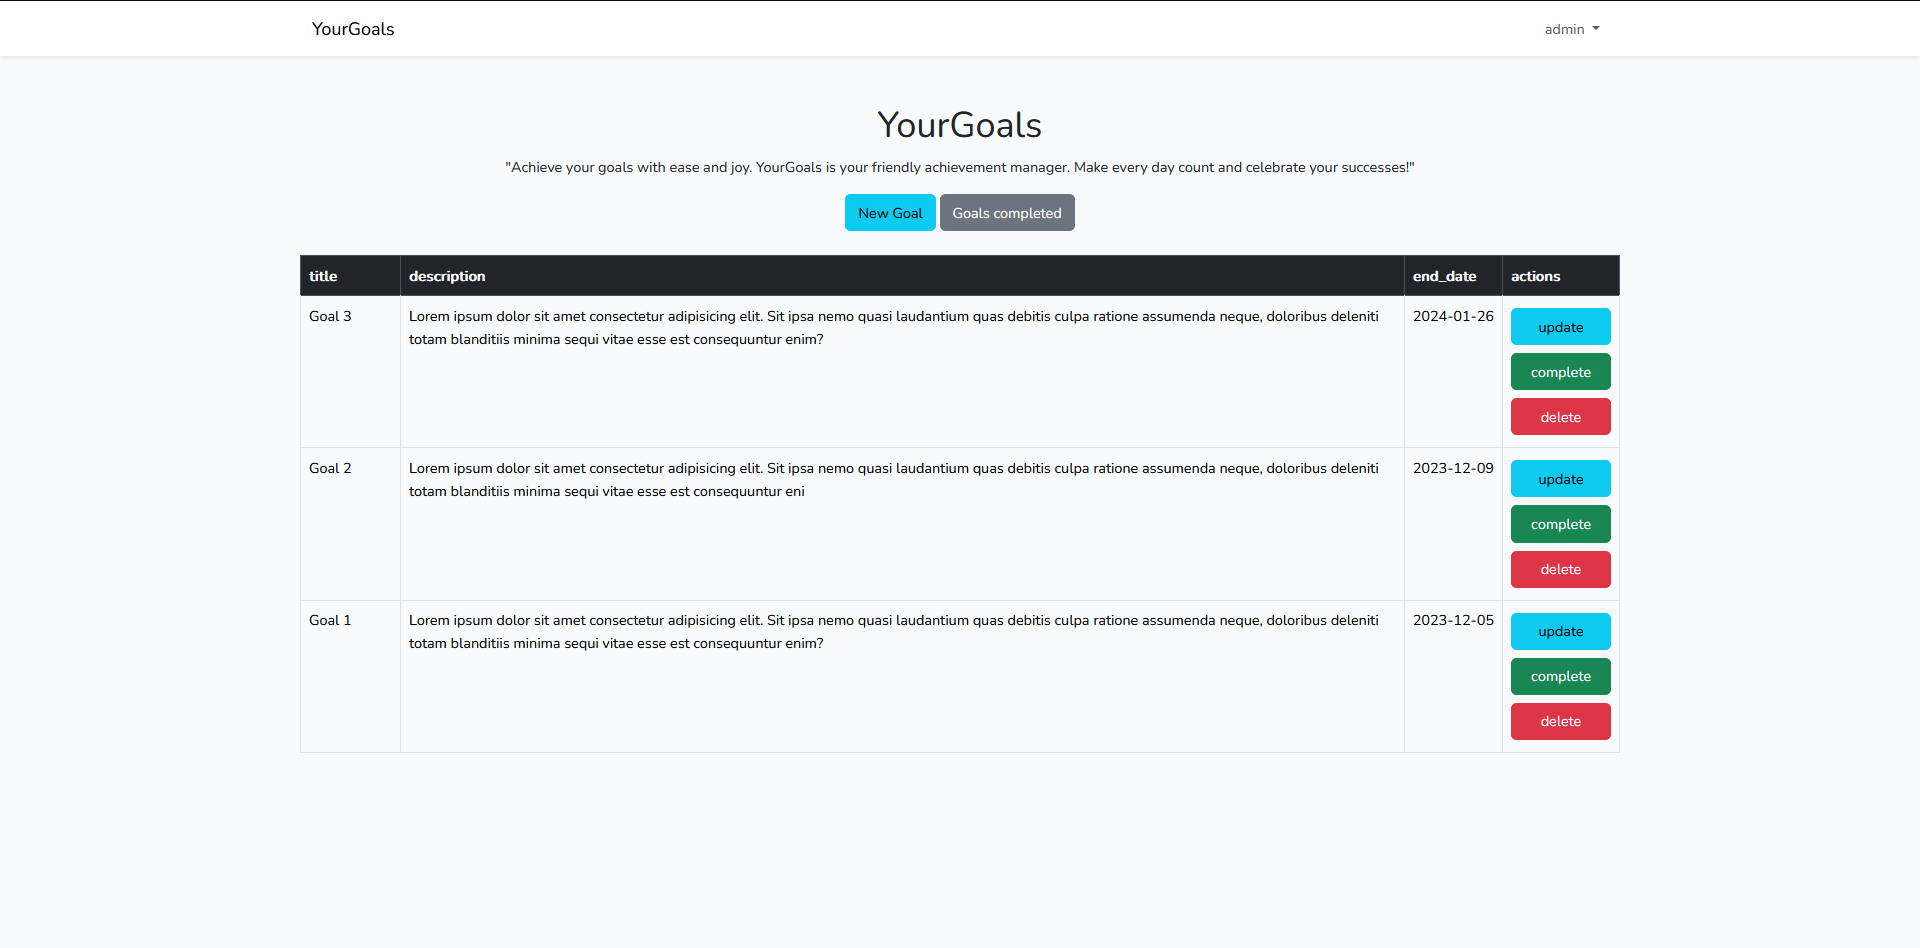 YourGoals
admin
YourGoals
"Achieve your goals with ease and joy. YourGoals is your friendly achievement manager. Make every day count and celebrate your successes!"
New Goal
Goals completed
title description end_date actions
Goal 3
Lorem ipsum dolor sit amet consectetur adipisicing elit. Sit ipsa nemo quasi laudantium quas debitis culpa ratione assumenda neque, doloribus deleniti
totam blanditiis minima sequi vitae esse est consequuntur enim?
2024-01-26
update
complete
delete
Goal 2
Lorem ipsum dolor sit amet consectetur adipisicing elit. Sit ipsa nemo quasi laudantium quas debitis culpa ratione assumenda neque, doloribus deleniti
totam blanditiis minima sequi vitae esse est consequuntur eni
2023-12-09
update
complete
delete
Goal 1
Lorem ipsum dolor sit amet consectetur adipisicing elit. Sit ipsa nemo quasi laudantium quas debitis culpa ratione assumenda neque, doloribus deleniti
totam blanditiis minima sequi vitae esse est consequuntur enim?
2023-12-05
update
complete
delete